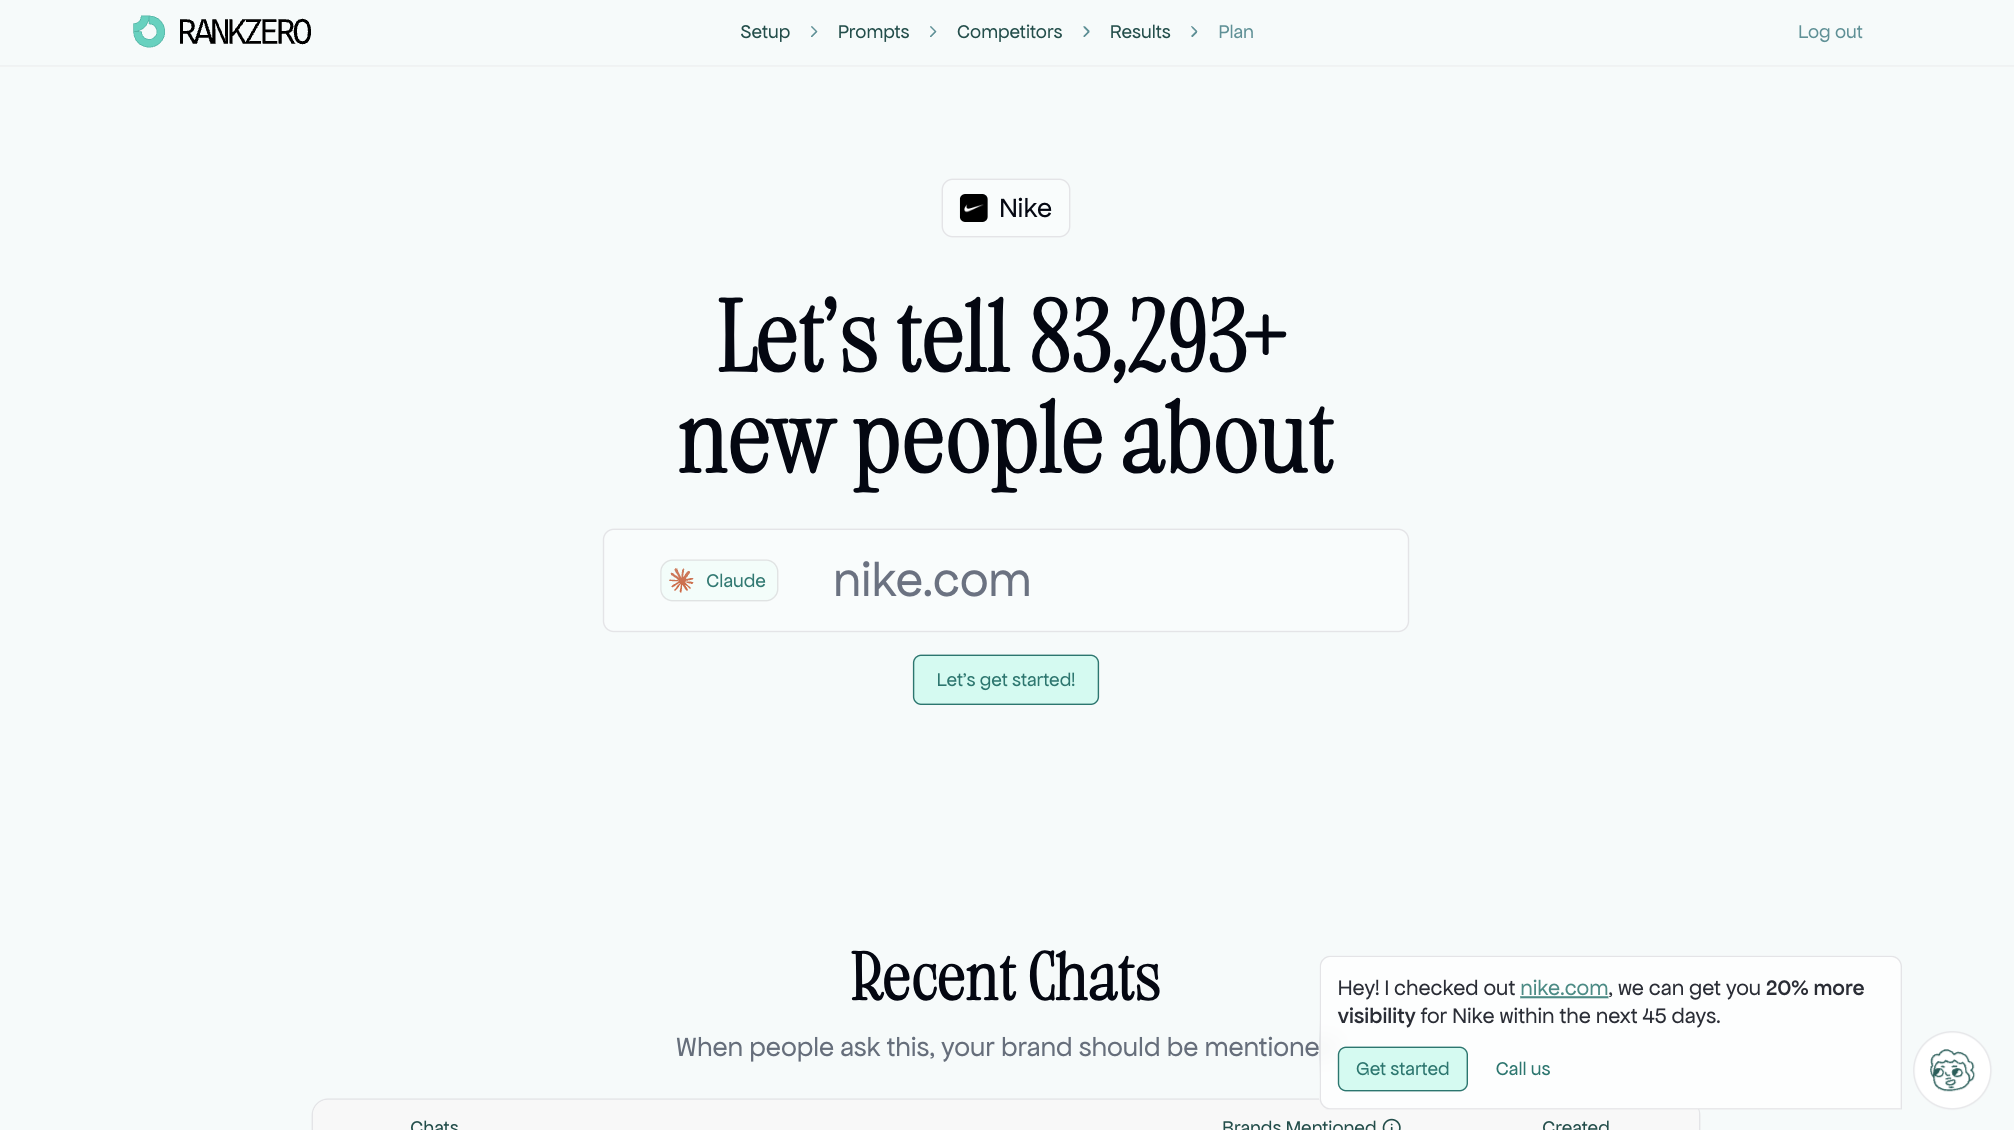 RANKZERO
Setup > Prompts > Competitors > Results > Plan
Log out
Nike
Let's tell 83,293+
new people about
Claude nike.com
Let's get started!
Recent Chats
When people ask this, your brand should be mentione
Hey! I checked out nike.com, we can get you 20% more
visibility for Nike within the next 45 days.
Get started Call us
Chats Brands Mentioned Created